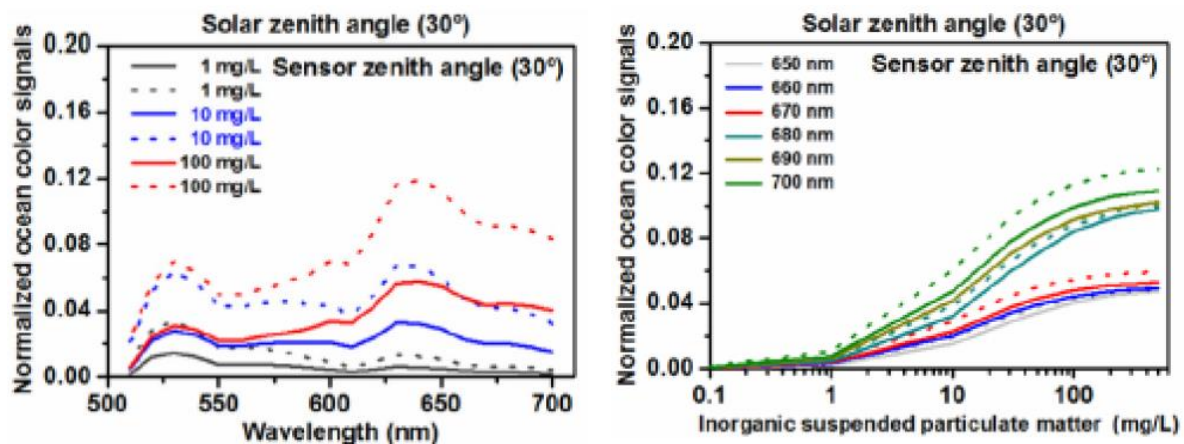 Solar zenith angle (30°)
Normalized ocean color signals
0.20
0.16
0.12
0.08
0.04
0.00
Sensor zenith angle (30°)
1 mg/L
1 mg/L
10 mg/L
10 mg/L
100 mg/L
100 mg/L
500
550
600
650
700
Wavelength (nm)
Solar zenith angle (30°)
Normalized ocean color signals
0.20
0.16
0.12
0.08
0.04
0.00
Sensor zenith angle (30°)
650 nm
660 nm
670 nm
680 nm
690 nm
700 nm
0.1
1
10
100
Inorganic suspended particulate matter (mg/L)